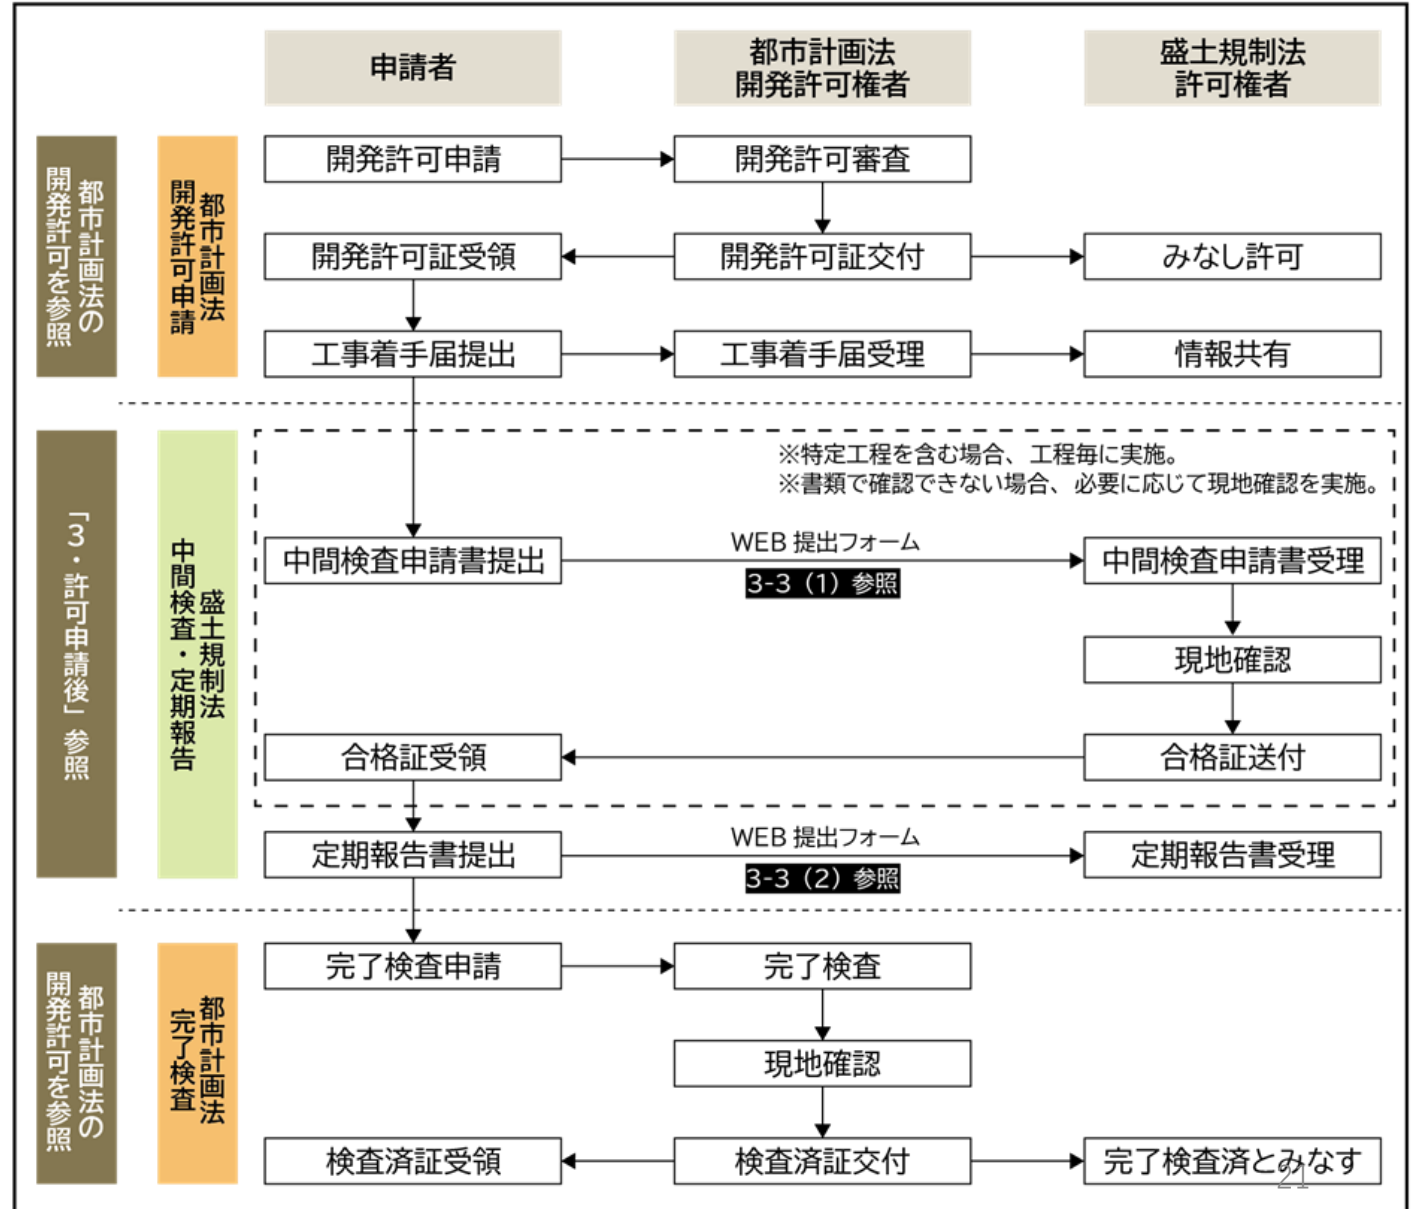 申請者
都市計画法
開発許可権者
盛土規制法
許可権者
都市計画法の
開発許可を参照
都市計画法
開発許可申請
開発許可申請
開発許可審査
開発許可証受領
開発許可証交付
みなし許可
工事着手届提出
工事着手届受理
情報共有
「3・許可申請後」参照
盛土規制法
中間検査・定期報告
※特定工程を含む場合、工程毎に実施。
※書類で確認できない場合、必要に応じて現地確認を実施。
中間検査申請書提出
WEB 提出フォーム
3-3（1）参照
中間検査申請書受理
現地確認
合格証受領
合格証送付
定期報告書提出
WEB 提出フォーム
3-3（2）参照
定期報告書受理
都市計画法の
開発許可を参照
都市計画法
完了検査
完了検査申請
完了検査
現地確認
検査済証受領
検査済証交付
完了検査済とみなす
21